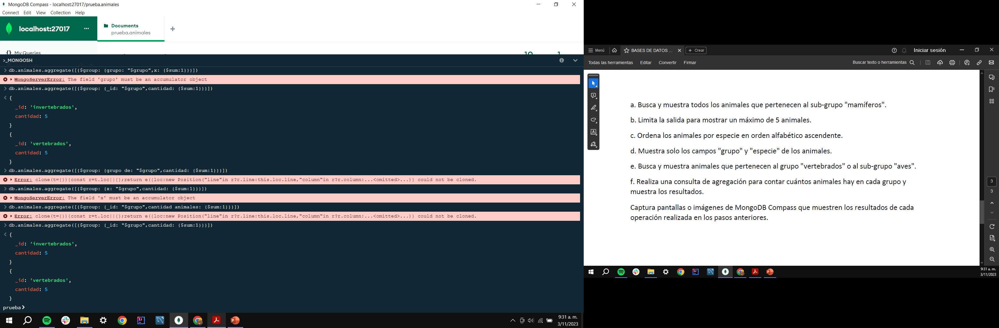 MongoDB Compass - localhost:27017/prueba.animales
Connect Edit View Collection Help
localhost:27017 ...
Documents
prueba.animales
+
{} My Queries
10 1
>_MONGOSH
> db.animales.aggregate([{$group: {grupo: "$grupo",x: {$sum:1}}}])
MongoServerError: The field 'grupo' must be an accumulator object
> db.animales.aggregate([{$group: {_id: "$grupo",cantidad: {$sum:1}}}])
< {
_id: 'invertebrados',
cantidad: 5
}
{
_id: 'vertebrados',
cantidad: 5
}
> db.animales.aggregate([{$group: {grupo de: "$grupo",cantidad: {$sum:1}}}])
Error: clone(t={}){const r=t.loc||{};return e({loc:new Position("line"in r?r.line:this.loc.line,"column"in r?r.column:...<omitted>...)} could not be cloned.
> db.animales.aggregate([{$group: {x: "$grupo",cantidad: {$sum:1}}}])
MongoServerError: The field 'x' must be an accumulator object
> db.animales.aggregate([{$group: {_id: "$grupo",cantidad animales: {$sum:1}}}])
Error: clone(t={}){const r=t.loc||{};return e({loc:new Position("line"in r?r.line:this.loc.line,"column"in r?r.column:...<omitted>...)} could not be cloned.
> db.animales.aggregate([{$group: {_id: "$grupo",cantidad: {$sum:1}}}])
< {
_id: 'invertebrados',
cantidad: 5
}
{
_id: 'vertebrados',
cantidad: 5
}
prueba>
9:31 a. m.
3/11/2023
Menú BASES DE DATOS ... + Crear Iniciar sesión
Todas las herramientas Editar Convertir Firmar Buscar texto o herramientas
a. Busca y muestra todos los animales que pertenecen al sub-grupo "mamíferos".
b. Limita la salida para mostrar un máximo de 5 animales.
c. Ordena los animales por especie en orden alfabético ascendente.
d. Muestra solo los campos "grupo" y "especie" de los animales.
e. Busca y muestra animales que pertenecen al grupo "vertebrados" o al sub-grupo "aves".
f. Realiza una consulta de agregación para contar cuántos animales hay en cada grupo y
muestra los resultados.
Captura pantallas o imágenes de MongoDB Compass que muestren los resultados de cada
operación realizada en los pasos anteriores.
3
3
9:31 a. m.
3/11/2023